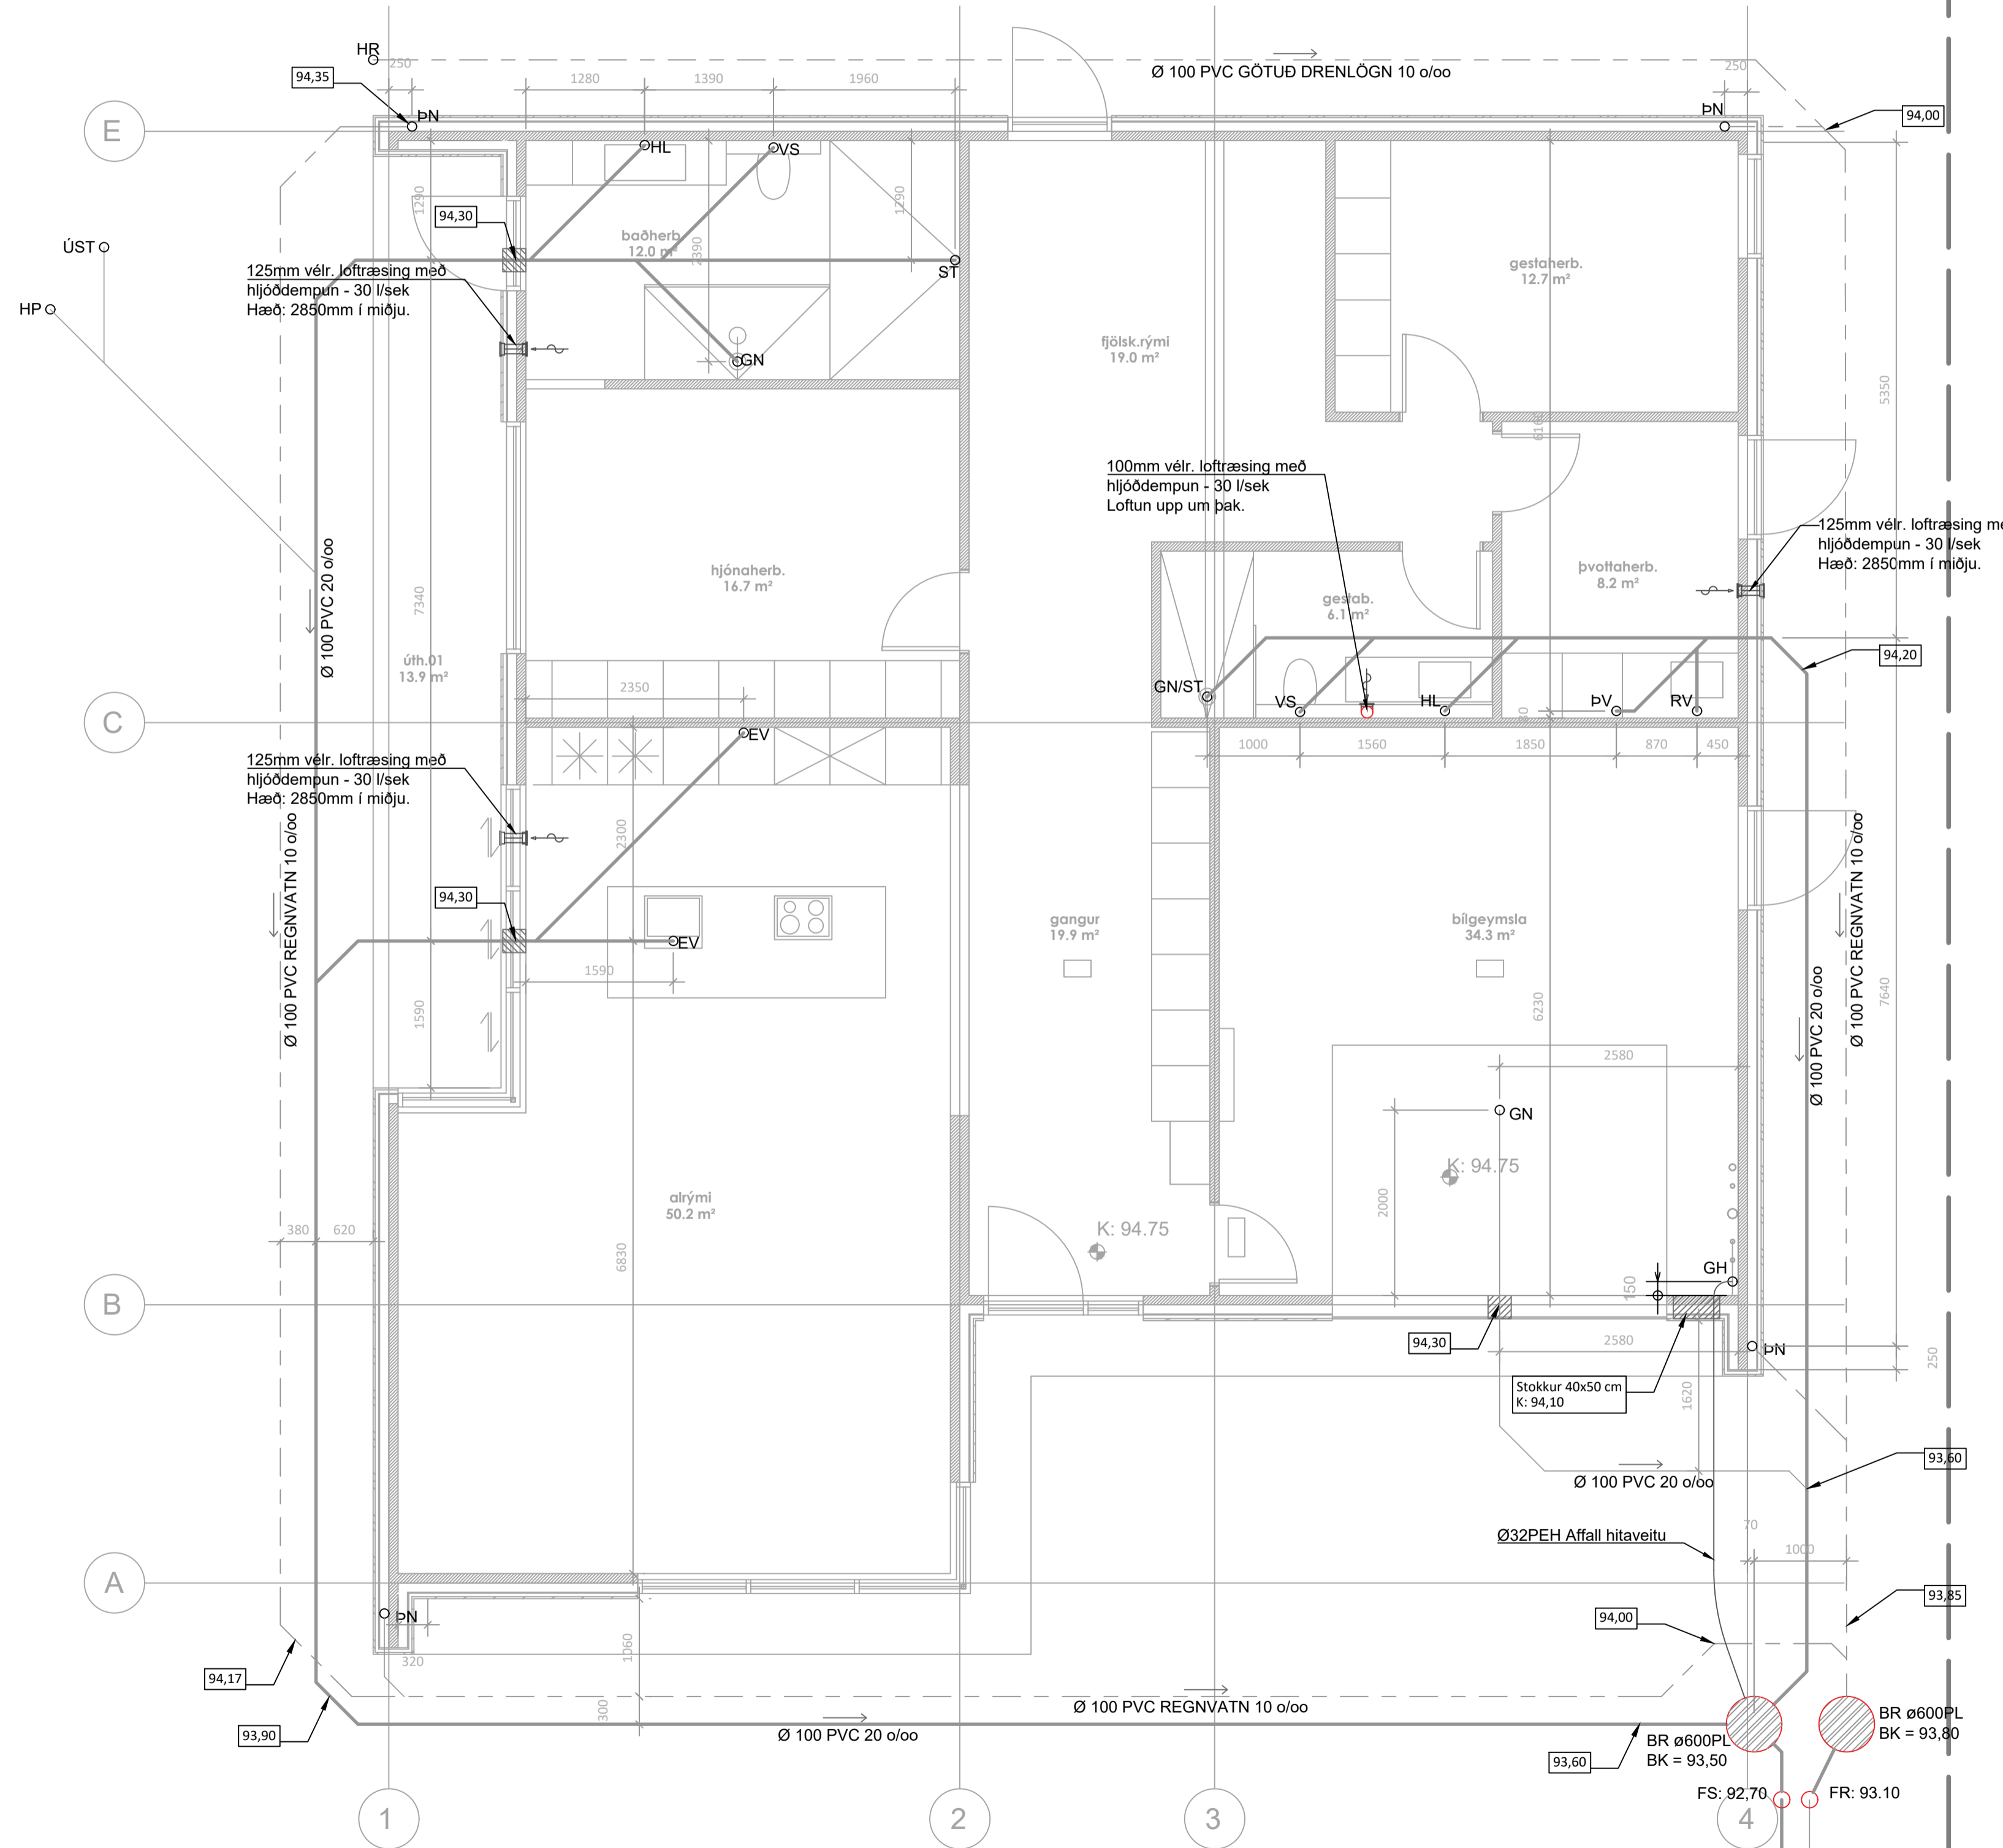 HR
250
94,35
ÞN
1280
1390
1960
Ø 100 PVC GÖTUÐ DRENLÖGN 10 o/oo
250
ÞN
94,00
E
HL
VS
1290
94,30
baðherb.
12.0 m²
2390
1290
ST
GN
gestaherb.
12.7 m²
ÚST
HP
125mm vélr. loftræsing með
hljóðdempun - 30 l/sek
Hæð: 2850mm í miðju.
fjölsk.rými
19.0 m²
5350
6160
100mm vélr. loftræsing með
hljóðdempun - 30 l/sek
Loftun upp um þak.
125mm vélr. loftræsing me
hljóðdempun - 30 l/sek
Hæð: 2850mm í miðju.
Ø 100 PVC 20 o/oo
7340
hjónaherb.
16.7 m²
gestab.
6.1 m²
þvottaherb.
8.2 m²
94,20
úth.01
13.9 m²
2350
GN/ST
VS
HL
ÞV
RV
C
EV
1000
1560
1850
870
450
125mm vélr. loftræsing með
hljóðdempun - 30 l/sek
Hæð: 2850mm í miðju.
2300
Ø 100 PVC REGNVATN 10 o/oo
94,30
EV
1590
1590
gangur
19.9 m²
bílgeymsla
34.3 m²
6230
Ø 100 PVC 20 o/oo
Ø 100 PVC REGNVATN 10 o/oo
7640
2580
GN
K: 94.75
2000
alrými
50.2 m²
380
620
6830
K: 94.75
GH
150
B
94,30
2580
ÞN
250
Stokkur 40x50 cm
K: 94,10
1620
93,60
Ø 100 PVC 20 o/oo
70
Ø32PEH Affall hitaveitu
1000
A
93,85
94,00
ÞN
320
1060
94,17
300
Ø 100 PVC REGNVATN 10 o/oo
93,90
Ø 100 PVC 20 o/oo
93,60
BR ø600PL
BK = 93,50
BR ø600PL
BK = 93,80
FS: 92,70
FR: 93.10
1
2
3
4